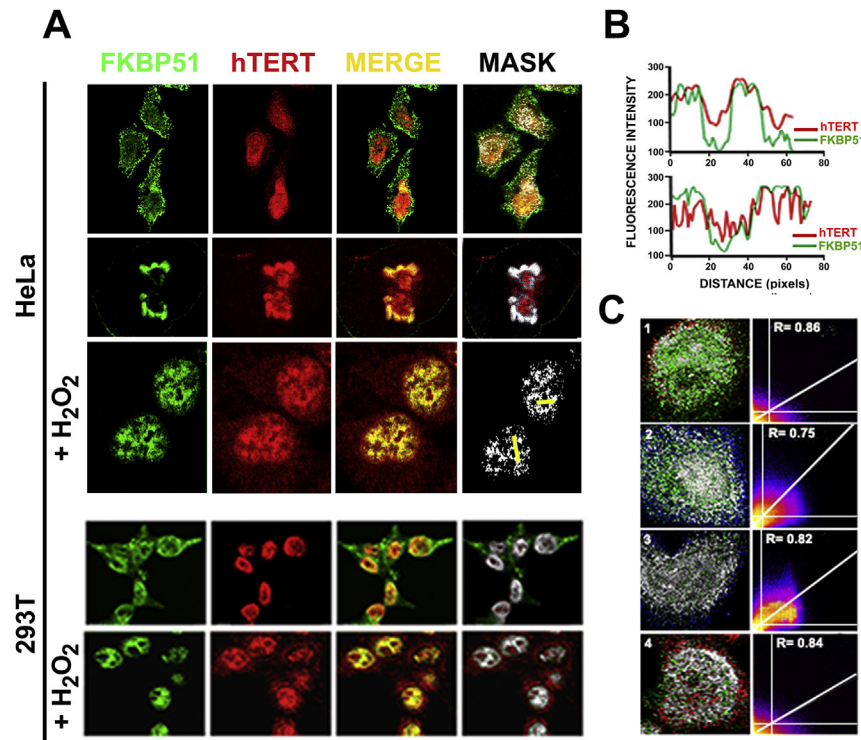 A
FKBP51 hTERT MERGE MASK
HeLa
+ H2O2
293T
+ H2O2
B
FLUORESCENCE INTENSITY
300
200
100
100
0 20 40 60 80
hTERT
FKBP51
300
200
100
100
0 20 40 60 80
hTERT
FKBP51
DISTANCE (pixels)
C
1 R= 0.86
2 R= 0.75
3 R= 0.82
4 R= 0.84